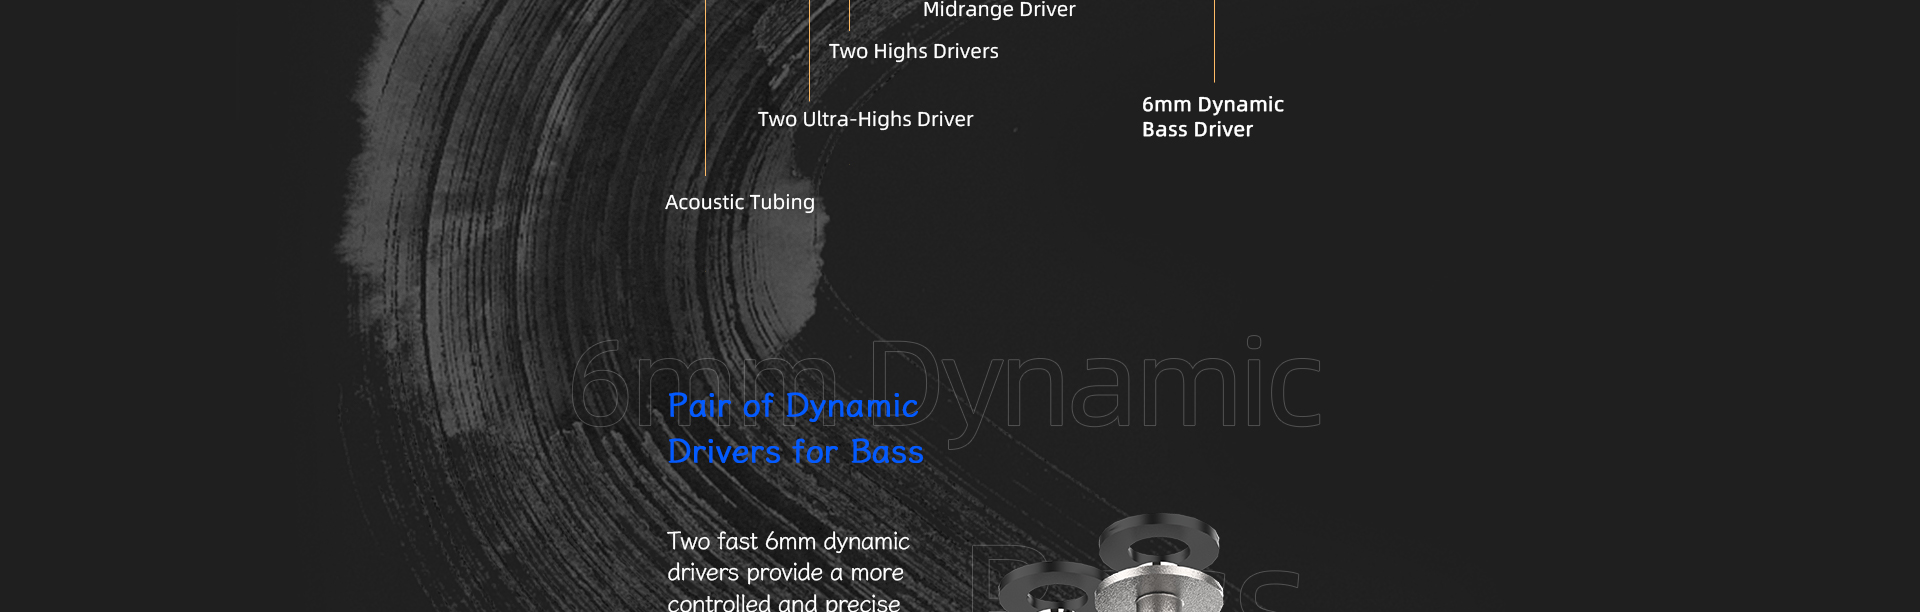 Midrange Driver
Two Highs Drivers
Two Ultra-Highs Driver
6mm Dynamic
Bass Driver
Acoustic Tubing
6mm Dynamic
Pair of Dynamic
Drivers for Bass
Two fast 6mm dynamic
drivers provide a more
controlled and precise